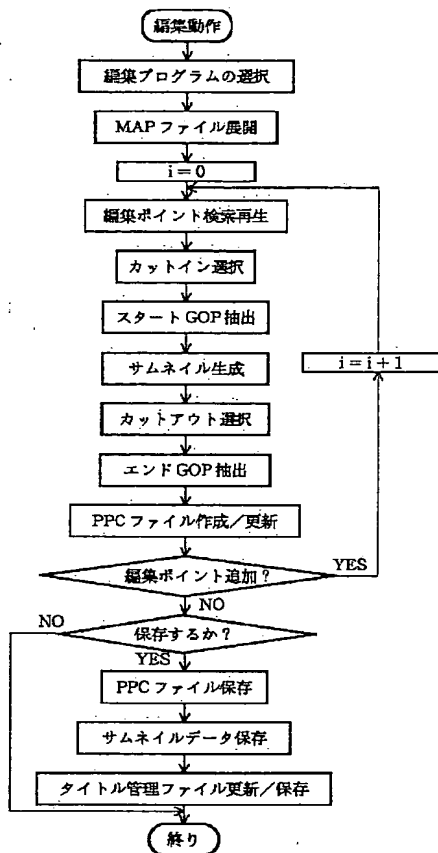 編集動作
編集プログラムの選択
MAPファイル展開
i=0
編集ポイント検索再生
カットイン選択
スタートGOP抽出
サムネイル生成
i=i+1
カットアウト選択
エンドGOP抽出
PPCファイル作成/更新
編集ポイント追加?
YES
NO
保存するか?
NO
YES
PPCファイル保存
サムネイルデータ保存
タイトル管理ファイル更新/保存
終り